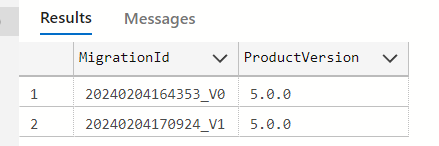 Results Messages
MigrationId ProductVersion
1 20240204164353_V0 5.0.0
2 20240204170924_V1 5.0.0